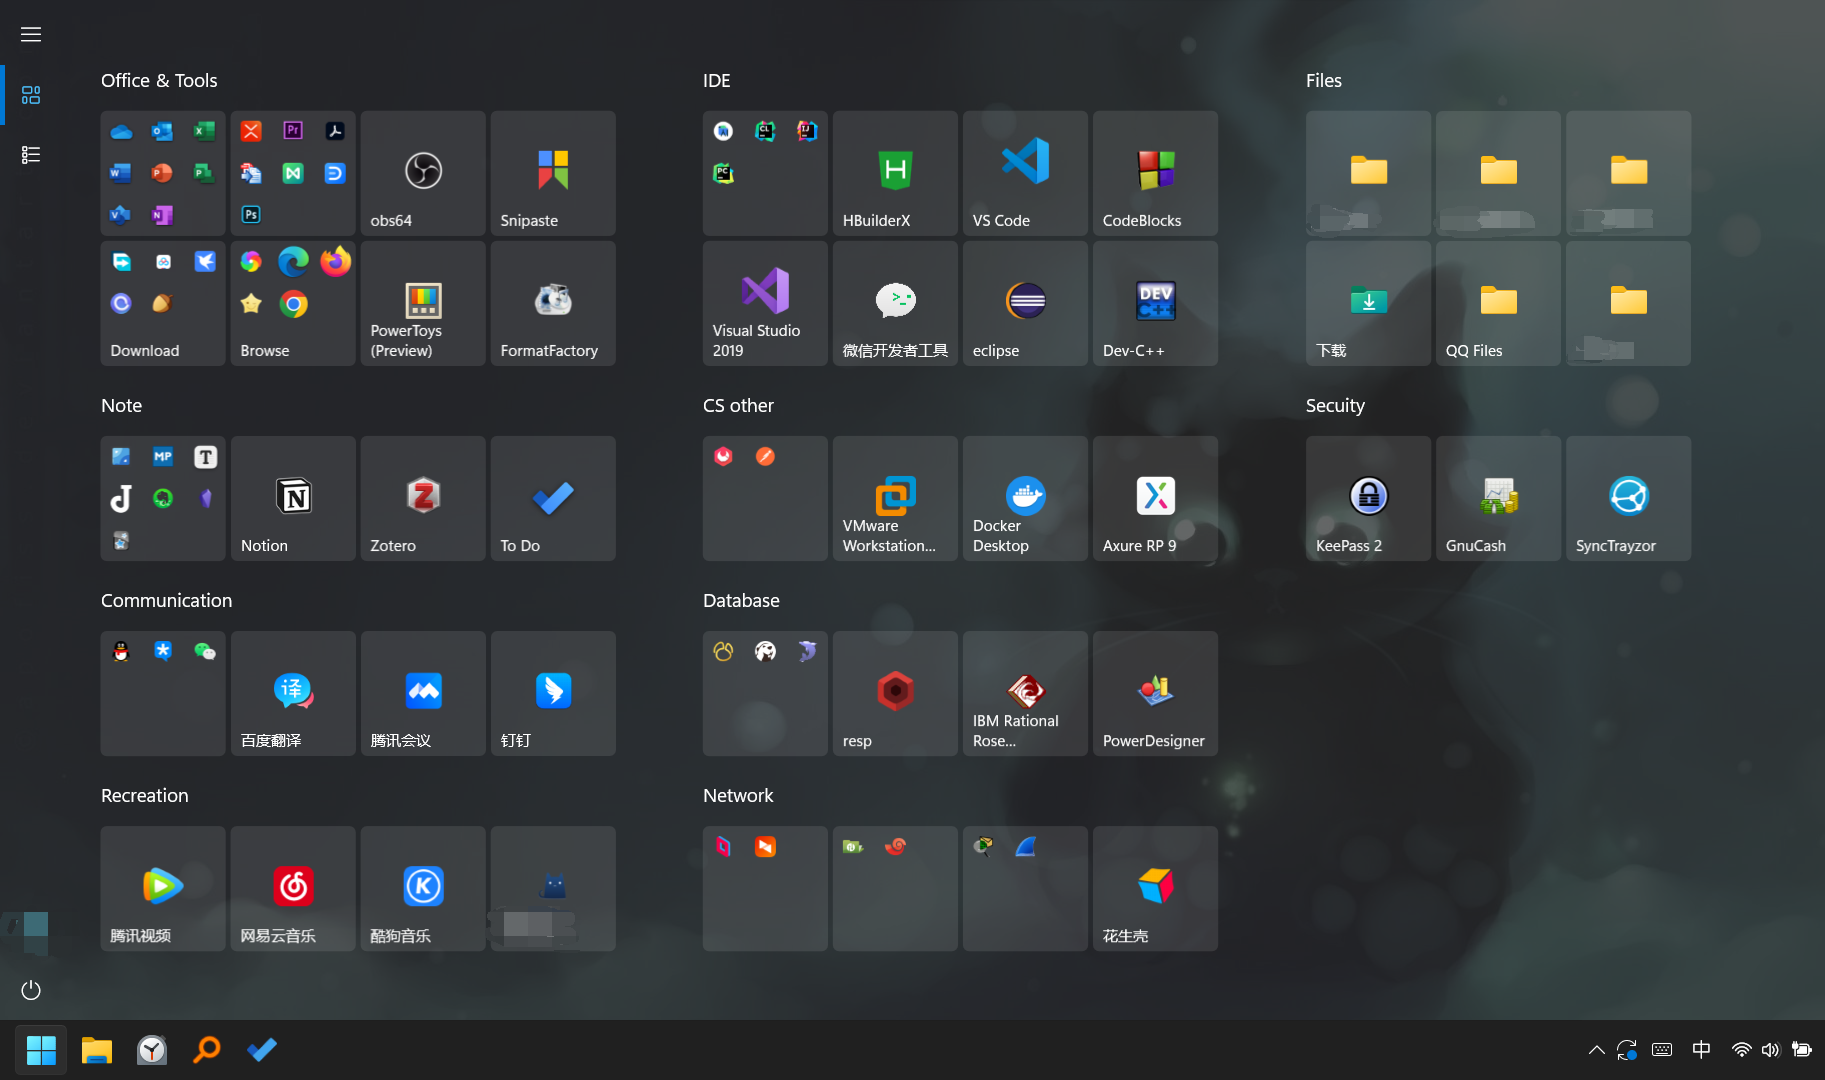 Office & Tools
IDE
Files
obs64
Snipaste
HBuilderX
VS Code
CodeBlocks
Download
Browse
PowerToys
(Preview)
FormatFactory
Visual Studio
2019
微信开发者工具
eclipse
DEV
C++
Dev-C++
下载
QQ Files
Note
CS other
Secuity
Notion
Zotero
To Do
VMware
Workstation...
Docker
Desktop
Axure RP 9
KeePass 2
GnuCash
SyncTrayzor
Communication
Database
译
百度翻译
腾讯会议
钉钉
resp
IBM Rational
Rose...
PowerDesigner
Recreation
Network
腾讯视频
网易云音乐
酷狗音乐
花生壳
中